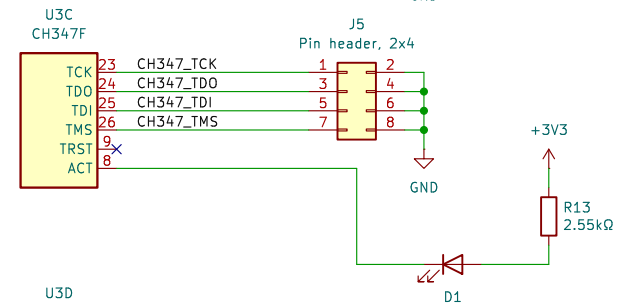 GND
U3C
CH347F
J5
Pin header, 2x4
TCK 23 CH347_TCK 1 2
TDO 24 CH347_TDO 3 4
TDI 25 CH347_TDI 5 6
TMS 26 CH347_TMS 7 8
TRST 9
ACT 8
GND
+3V3
R13
2.55kΩ
D1
U3D